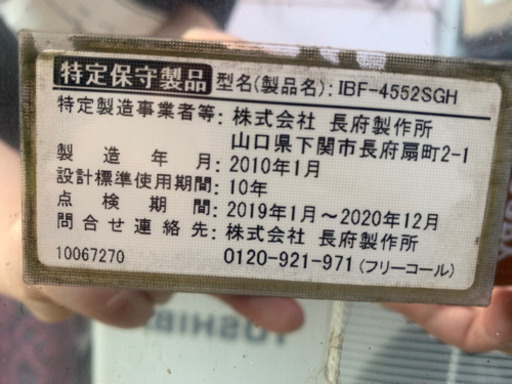 特定保守製品 型名(製品名): IBF-4552SGH
特定製造事業者等: 株式会社 長府製作所
山口県下関市長府扇町2-1
製造年月: 2010年1月
設計標準使用期間: 10年
点検期間: 2019年1月～2020年12月
問合せ連絡先: 株式会社 長府製作所
10067270 0120-921-971 (フリーコール)
TOSHIBA